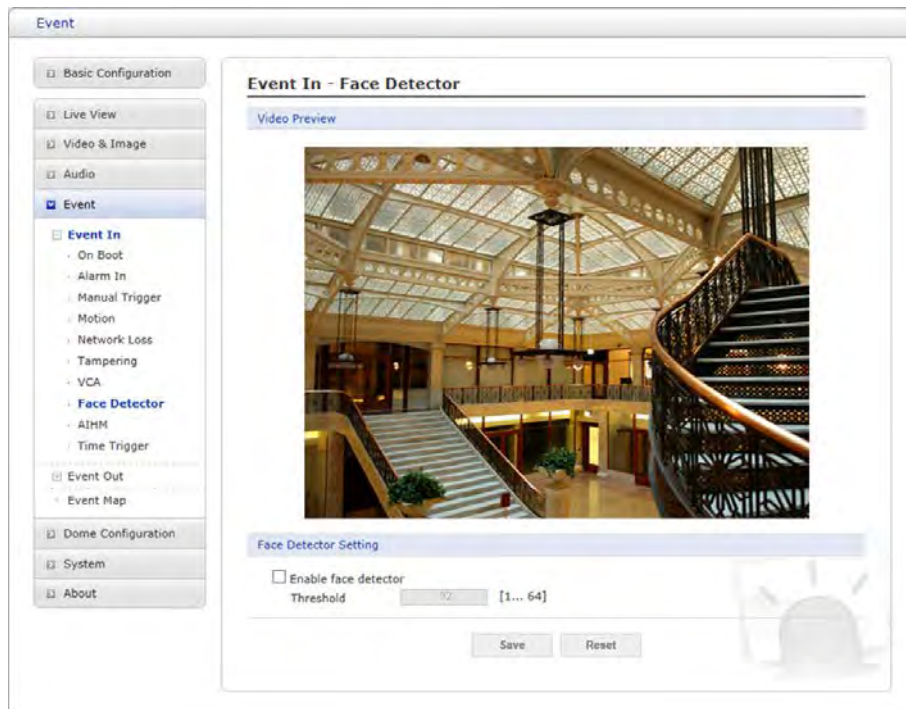 Event
Basic Configuration
Live View
Video & Image
Audio
Event
Event In
On Boot
Alarm In
Manual Trigger
Motion
Network Loss
Tampering
VCA
Face Detector
AIHM
Time Trigger
Event Out
Event Map
Dome Configuration
System
About
Event In - Face Detector
Video Preview
Face Detector Setting
Enable face detector
Threshold [1... 64]
Save Reset